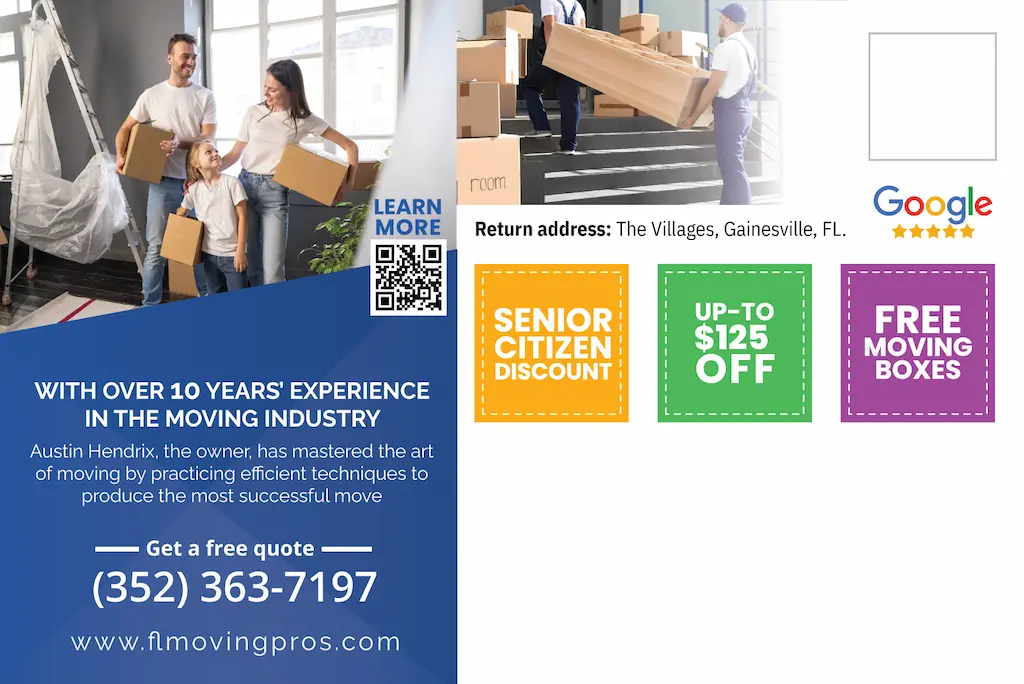 room
LEARN
MORE
WITH OVER 10 YEARS’ EXPERIENCE
IN THE MOVING INDUSTRY
Austin Hendrix, the owner, has mastered the art
of moving by practicing efficient techniques to
produce the most successful move
Get a free quote
(352) 363-7197
www.flmovingpros.com
room
Return address: The Villages, Gainesville, FL.
Google
SENIOR
CITIZEN
DISCOUNT
UP-TO
$125
OFF
FREE
MOVING
BOXES